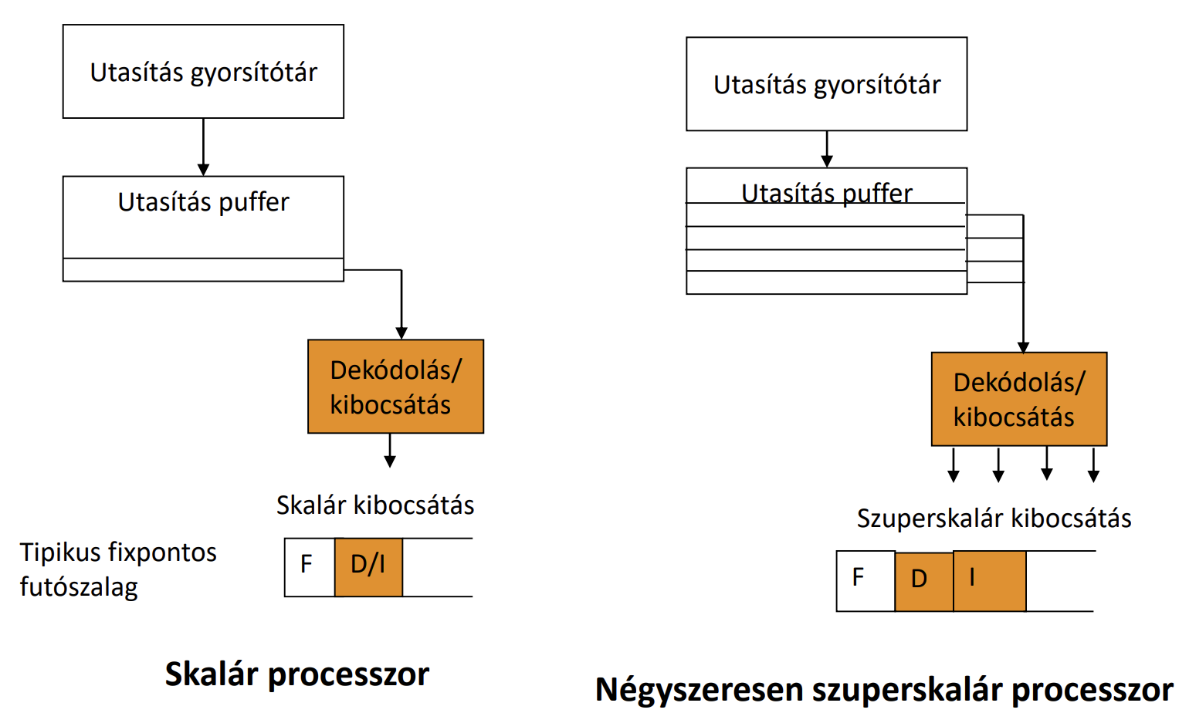 Utasítás gyorsítótár
Utasítás puffer
Dekódolás/
kibocsátás
Skalár kibocsátás
Tipikus fixpontos
futószalag
F
D/I
Skalár processzor
Utasítás gyorsítótár
Utasítás puffer
Dekódolás/
kibocsátás
Szuperskalár kibocsátás
F
D
I
Négyszeresen szuperskalár processzor